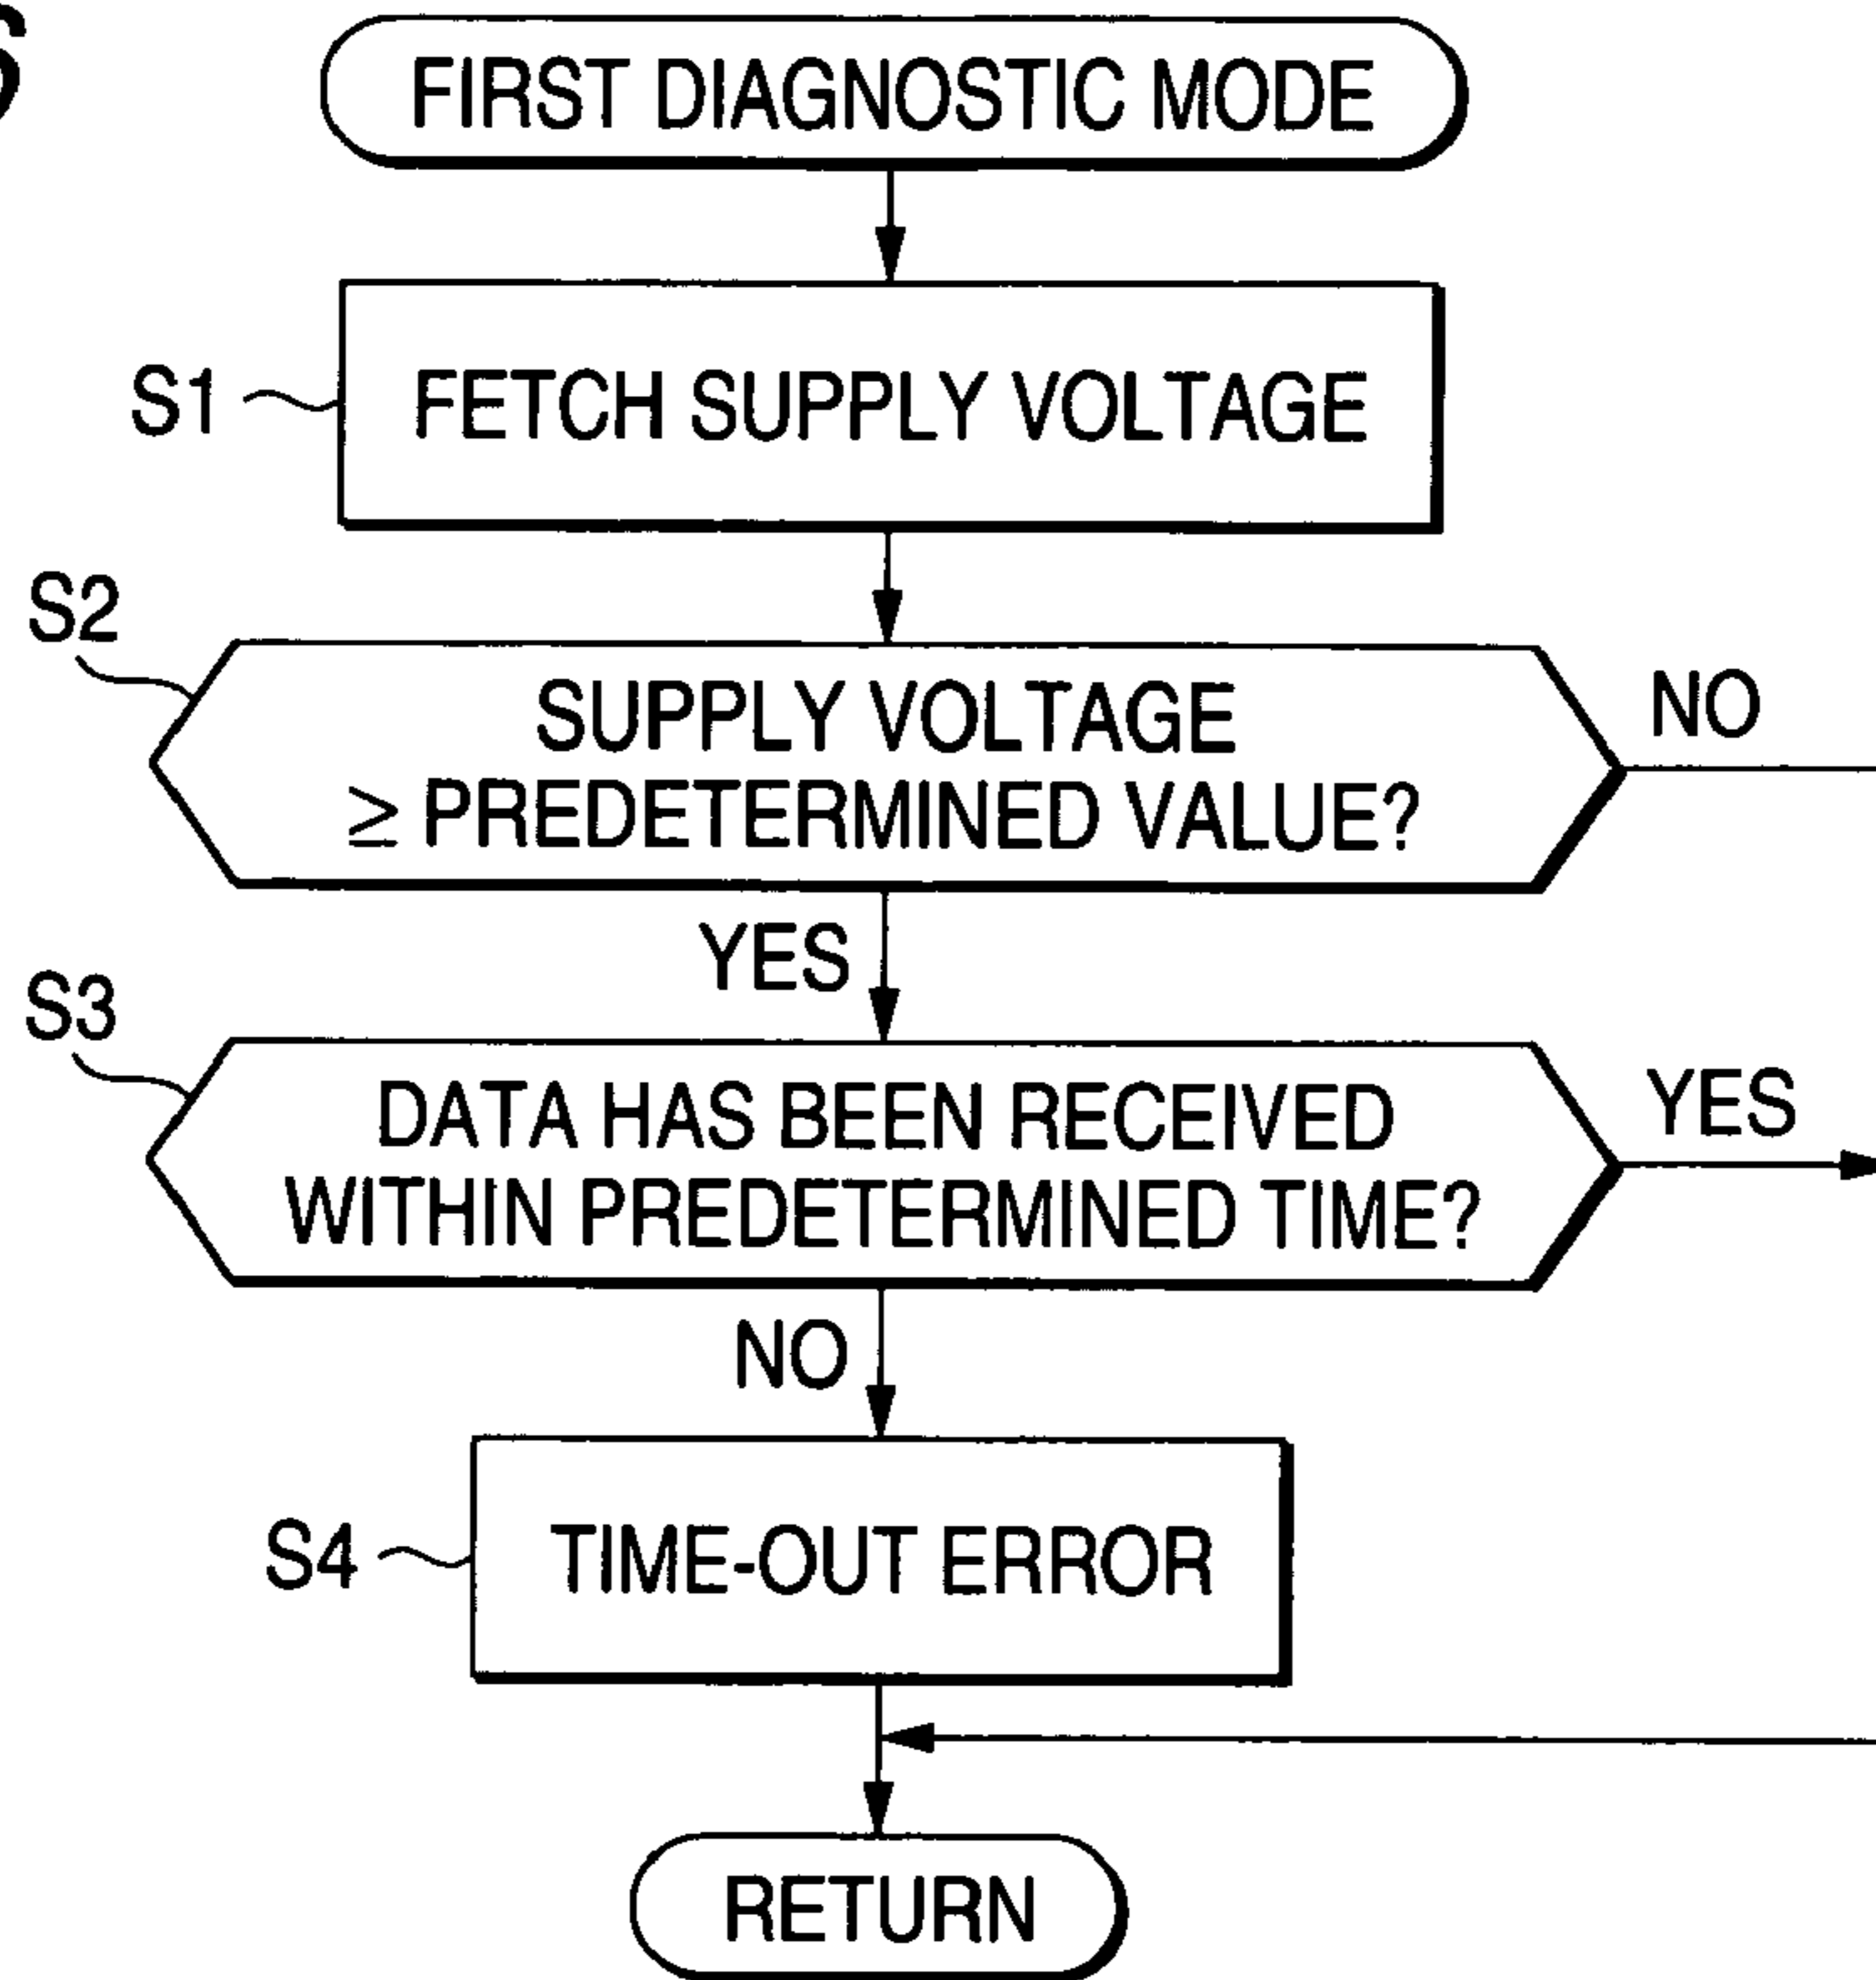 FIRST DIAGNOSTIC MODE
S1
FETCH SUPPLY VOLTAGE
S2
SUPPLY VOLTAGE
≥ PREDETERMINED VALUE?
NO
YES
S3
DATA HAS BEEN RECEIVED
WITHIN PREDETERMINED TIME?
YES
NO
S4
TIME-OUT ERROR
RETURN